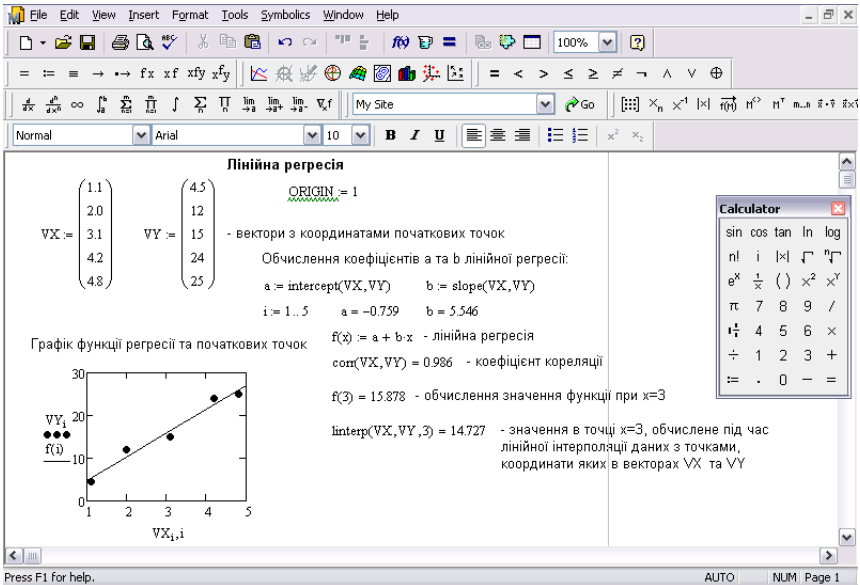 File Edit View Insert Format Tools Symbolics Window Help
100%
= := ≡ → •→ fx xf xfy xfy = < > ≤ ≥ ≠ ¬ ∧ ∨ ⊕
My Site Go
Normal Arial 10 B I U
Лінійна регресія
VX := (1.1 2.0 3.1 4.2 4.8) VY := (4.5 12 15 24 25) ORIGIN := 1
- вектори з координатами початкових точок
Обчислення коефіцієнтів a та b лінійної регресії:
a := intercept(VX,VY) b := slope(VX,VY)
i := 1.. 5 a = −0.759 b = 5.546
f(x) := a + b·x - лінійна регресія
Графік функції регресії та початкових точок
corr(VX,VY) = 0.986 - коефіцієнт кореляції
f(3) = 15.878 - обчислення значення функції при x=3
linterp(VX,VY,3) = 14.727 - значення в точці x=3, обчислене під час
лінійної інтерполяції даних з точками,
координати яких в векторах VX та VY
30
20
10
0
VYi
f(i)
1 2 3 4 5
VXi,i
Calculator
sin cos tan ln log
n! i |×| √ ⁿ√
eˣ 1/x ( ) ×² ×ʸ
π 7 8 9 /
4 5 6 ×
÷ 1 2 3 +
:= . 0 − =
Press F1 for help. AUTO NUM Page 1